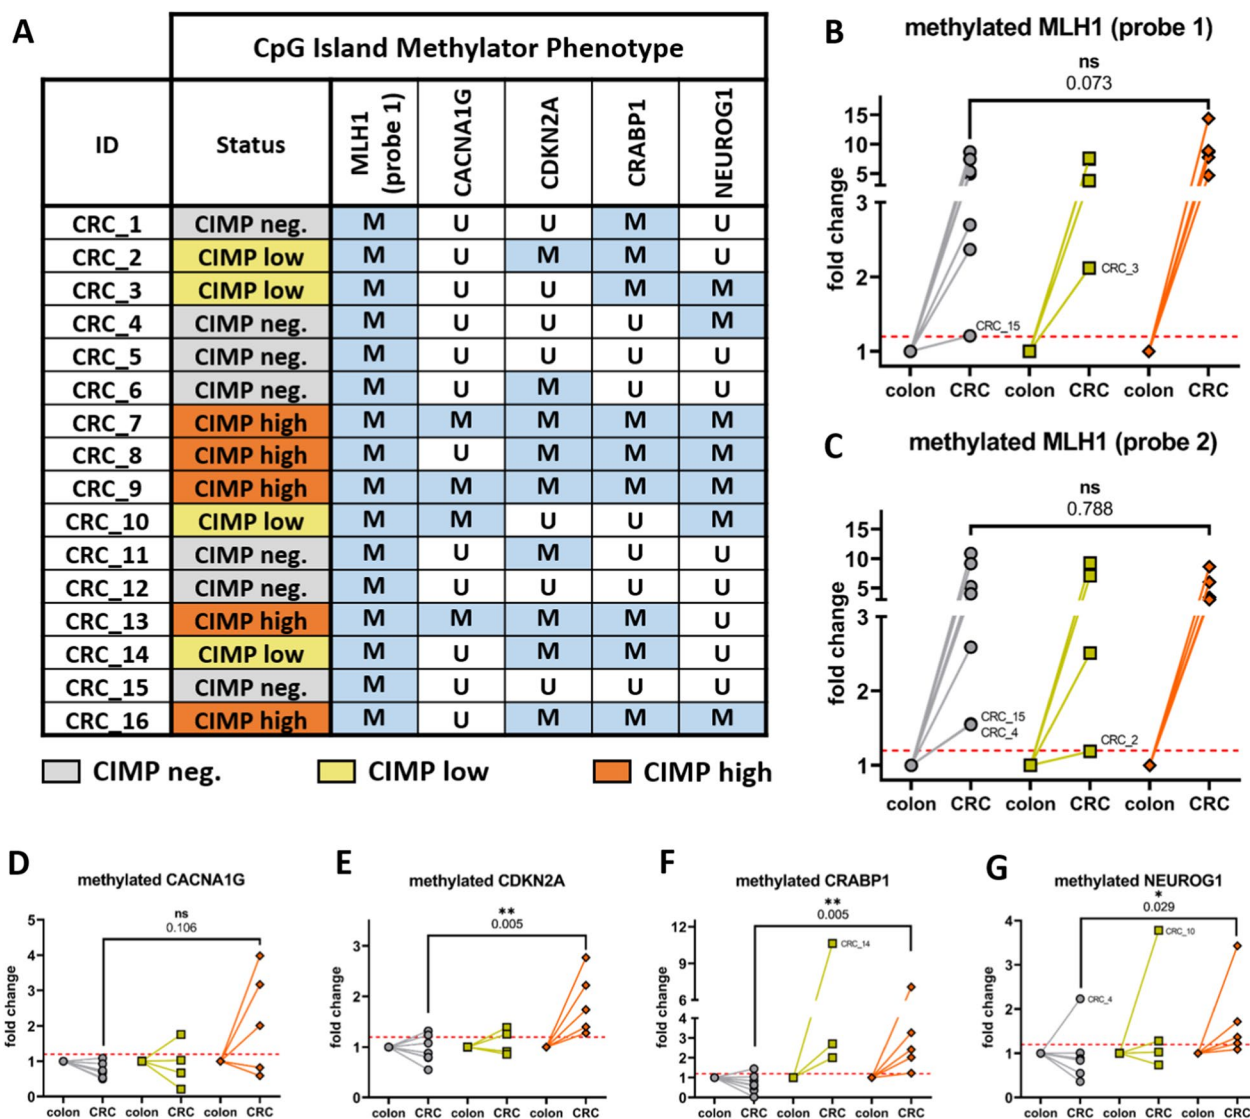 A
CpG Island Methylator Phenotype
ID Status MLH1 (probe 1) CACNA1G CDKN2A CRABP1 NEUROG1
CRC_1 CIMP neg. M U U M U
CRC_2 CIMP low M U M M U
CRC_3 CIMP low M U U M M
CRC_4 CIMP neg. M U U U M
CRC_5 CIMP neg. M U U U U
CRC_6 CIMP neg. M U M U U
CRC_7 CIMP high M M M M M
CRC_8 CIMP high M U M M M
CRC_9 CIMP high M M M M M
CRC_10 CIMP low M M U U M
CRC_11 CIMP neg. M U M U U
CRC_12 CIMP neg. M U U U U
CRC_13 CIMP high M M M M U
CRC_14 CIMP low M U M M U
CRC_15 CIMP neg. M U U U U
CRC_16 CIMP high M U M M M
CIMP neg. CIMP low CIMP high
B
methylated MLH1 (probe 1)
ns
0.073
fold change
15
10
5
3
2
1
CRC_3
CRC_15
colon CRC colon CRC colon CRC
C
methylated MLH1 (probe 2)
ns
0.788
fold change
15
10
5
3
2
1
CRC_15
CRC_4
CRC_2
colon CRC colon CRC colon CRC
D
methylated CACNA1G
ns
0.106
fold change
5
4
3
2
1
0
colon CRC colon CRC colon CRC
E
methylated CDKN2A
**
0.005
fold change
3
2
1
0
colon CRC colon CRC colon CRC
F
methylated CRABP1
**
0.005
fold change
12
9
6
4
3
2
1
0
CRC_14
colon CRC colon CRC colon CRC
G
methylated NEUROG1
*
0.029
fold change
4
3
2
1
0
CRC_10
CRC_4
colon CRC colon CRC colon CRC